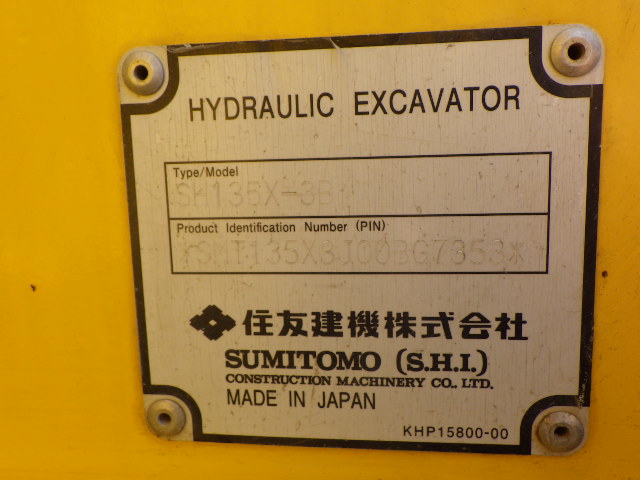 HYDRAULIC EXCAVATOR
Type/Model
SH135X-3B
Product Identification Number (PIN)
*SMT135X3J00BG7353*
住友建機株式会社
SUMITOMO (S.H.I.)
CONSTRUCTION MACHINERY CO., LTD.
MADE IN JAPAN
KHP15800-00